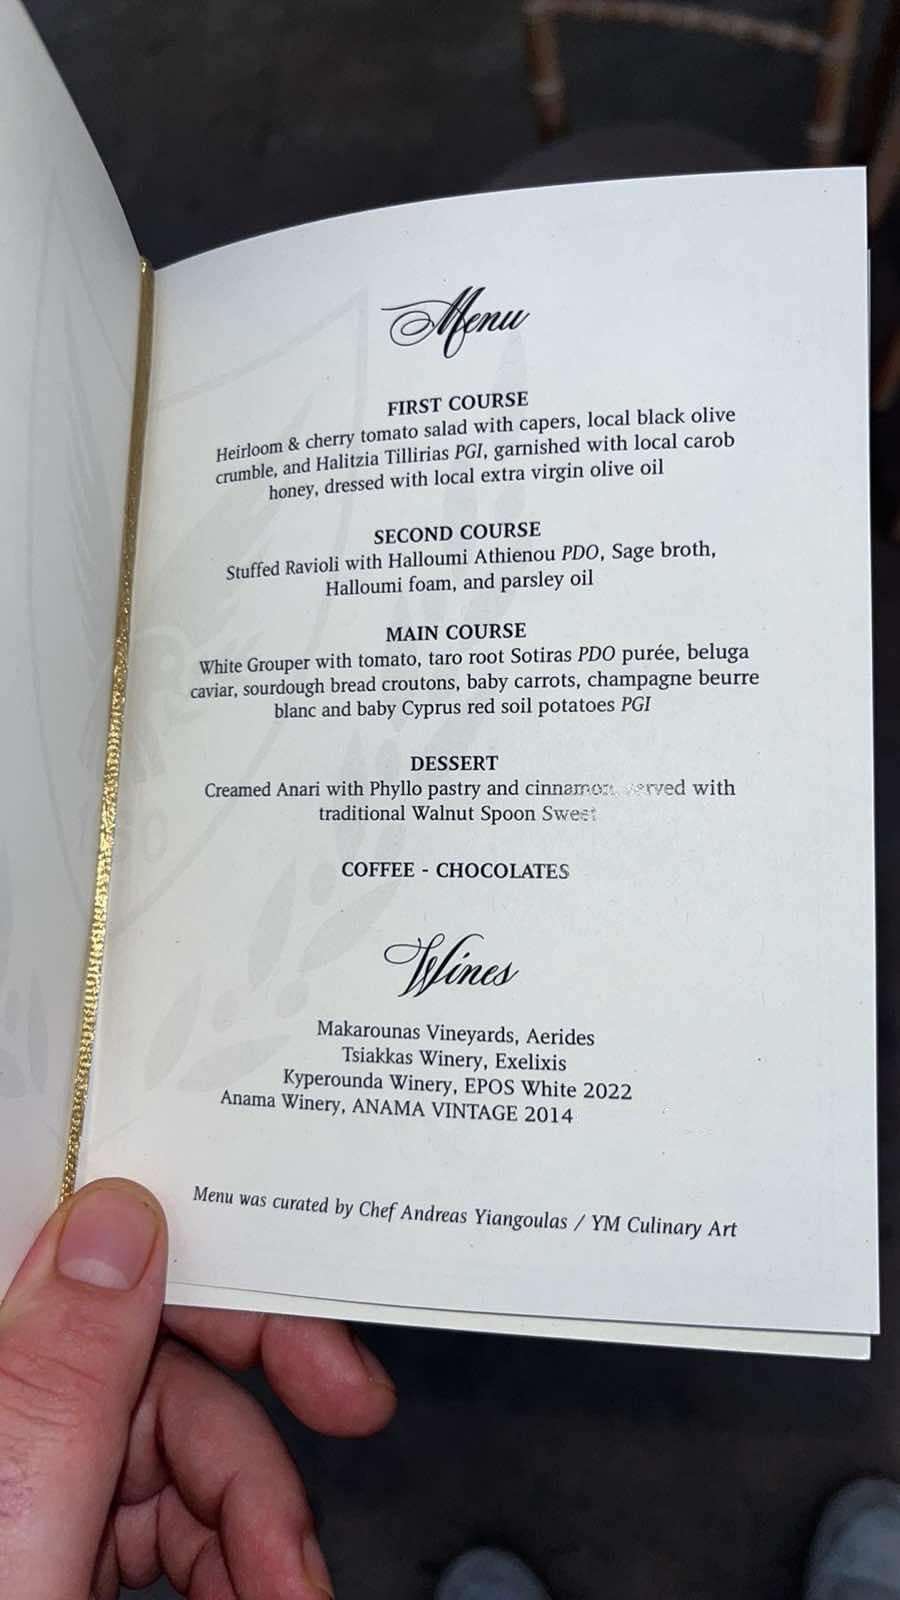 Menu
FIRST COURSE
Heirloom & cherry tomato salad with capers, local black olive
crumble, and Halitzia Tillirias PGI, garnished with local carob
honey, dressed with local extra virgin olive oil
SECOND COURSE
Stuffed Ravioli with Halloumi Athienou PDO, Sage broth,
Halloumi foam, and parsley oil
MAIN COURSE
White Grouper with tomato, taro root Sotiras PDO purée, beluga
caviar, sourdough bread croutons, baby carrots, champagne beurre
blanc and baby Cyprus red soil potatoes PGI
DESSERT
Creamed Anari with Phyllo pastry and cinnamon, served with
traditional Walnut Spoon Sweet
COFFEE - CHOCOLATES
Wines
Makarounas Vineyards, Aerides
Tsiakkas Winery, Exelixis
Kyperounda Winery, EPOS White 2022
Anama Winery, ANAMA VINTAGE 2014
Menu was curated by Chef Andreas Yiangoulas / YM Culinary Art